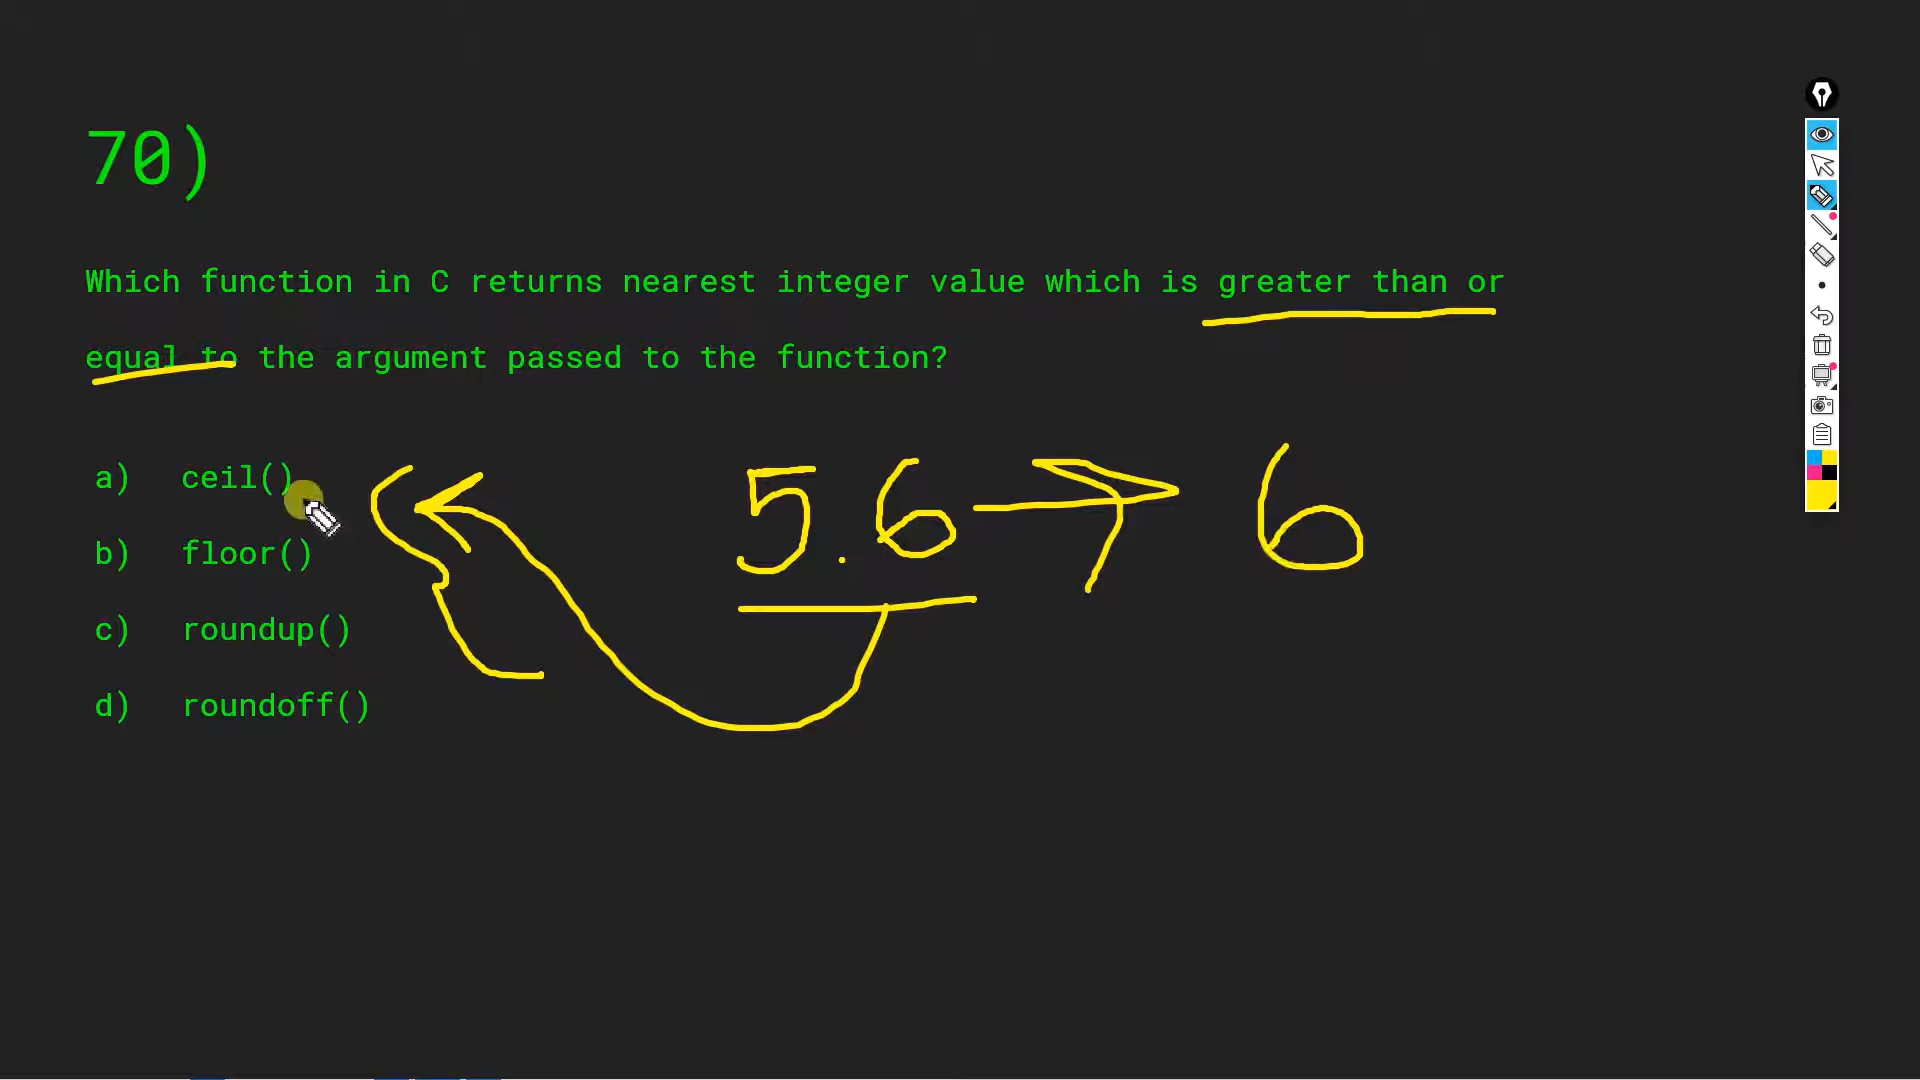 70)
Which function in C returns nearest integer value which is greater than or
equal to the argument passed to the function?
a) ceil()
b) floor()
c) roundup()
d) roundoff()
5.6 → 6